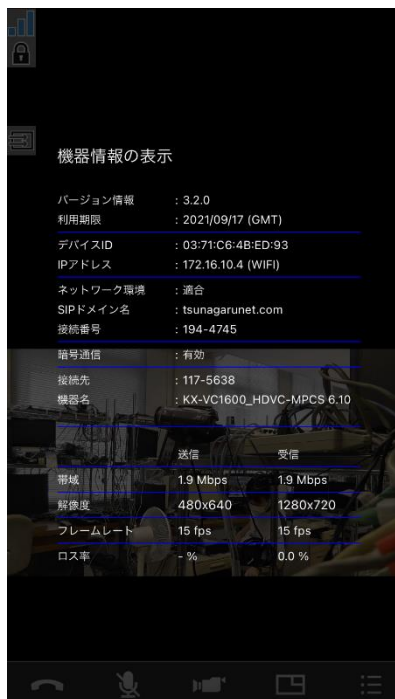 機器情報の表示
バージョン情報 : 3.2.0
利用期限 : 2021/09/17 (GMT)
デバイスID : 03:71:C6:4B:ED:93
IPアドレス : 172.16.10.4 (WIFI)
ネットワーク環境 : 適合
SIPドメイン名 : tsunagarunet.com
接続番号 : 194-4745
暗号通信 : 有効
接続先 : 117-5638
機器名 : KX-VC1600_HDVC-MPCS 6.10
送信 受信
帯域 1.9 Mbps 1.9 Mbps
解像度 480x640 1280x720
フレームレート 15 fps 15 fps
ロス率 - % 0.0 %